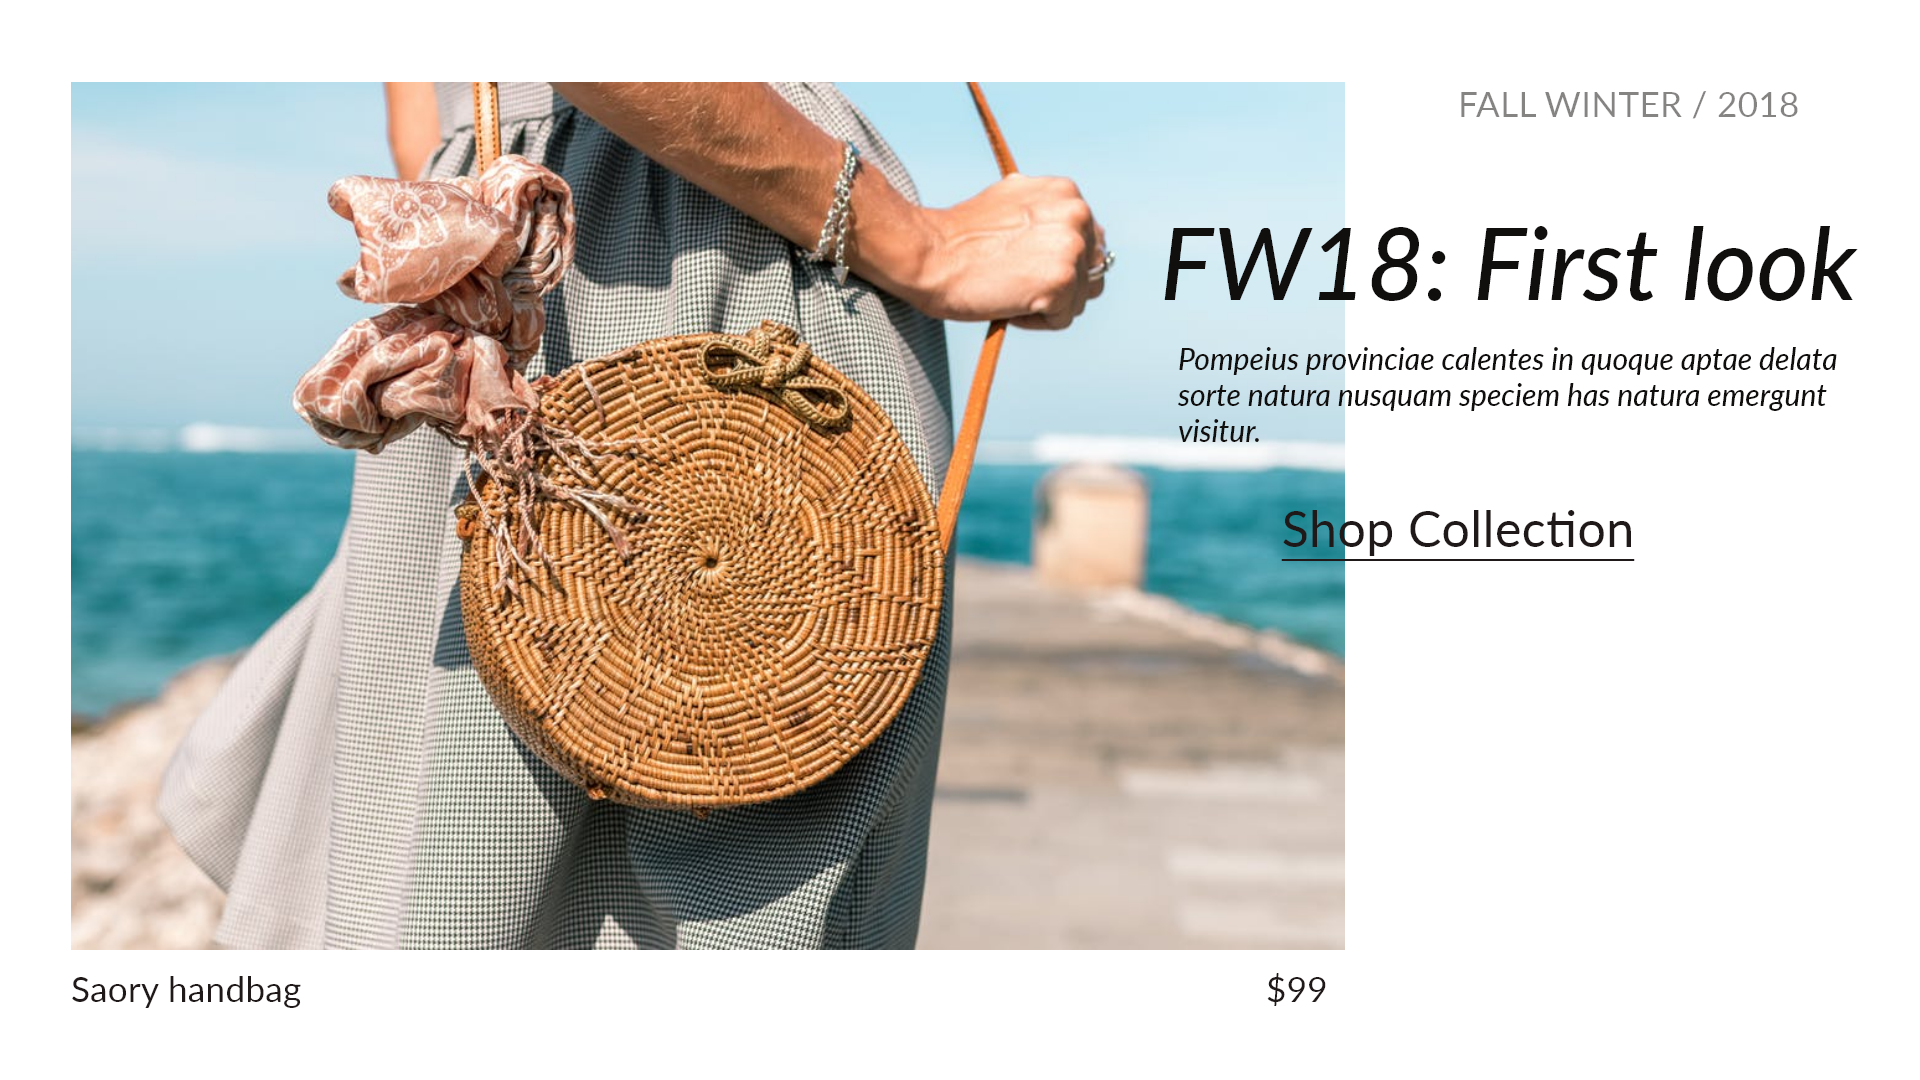 FALL WINTER / 2018
FW18: First look
Pompeius provinciae calentes in quoque aptae delata
sorte natura nusquam speciem has natura emergunt
visitur.
Shop Collection
Saory handbag
$99